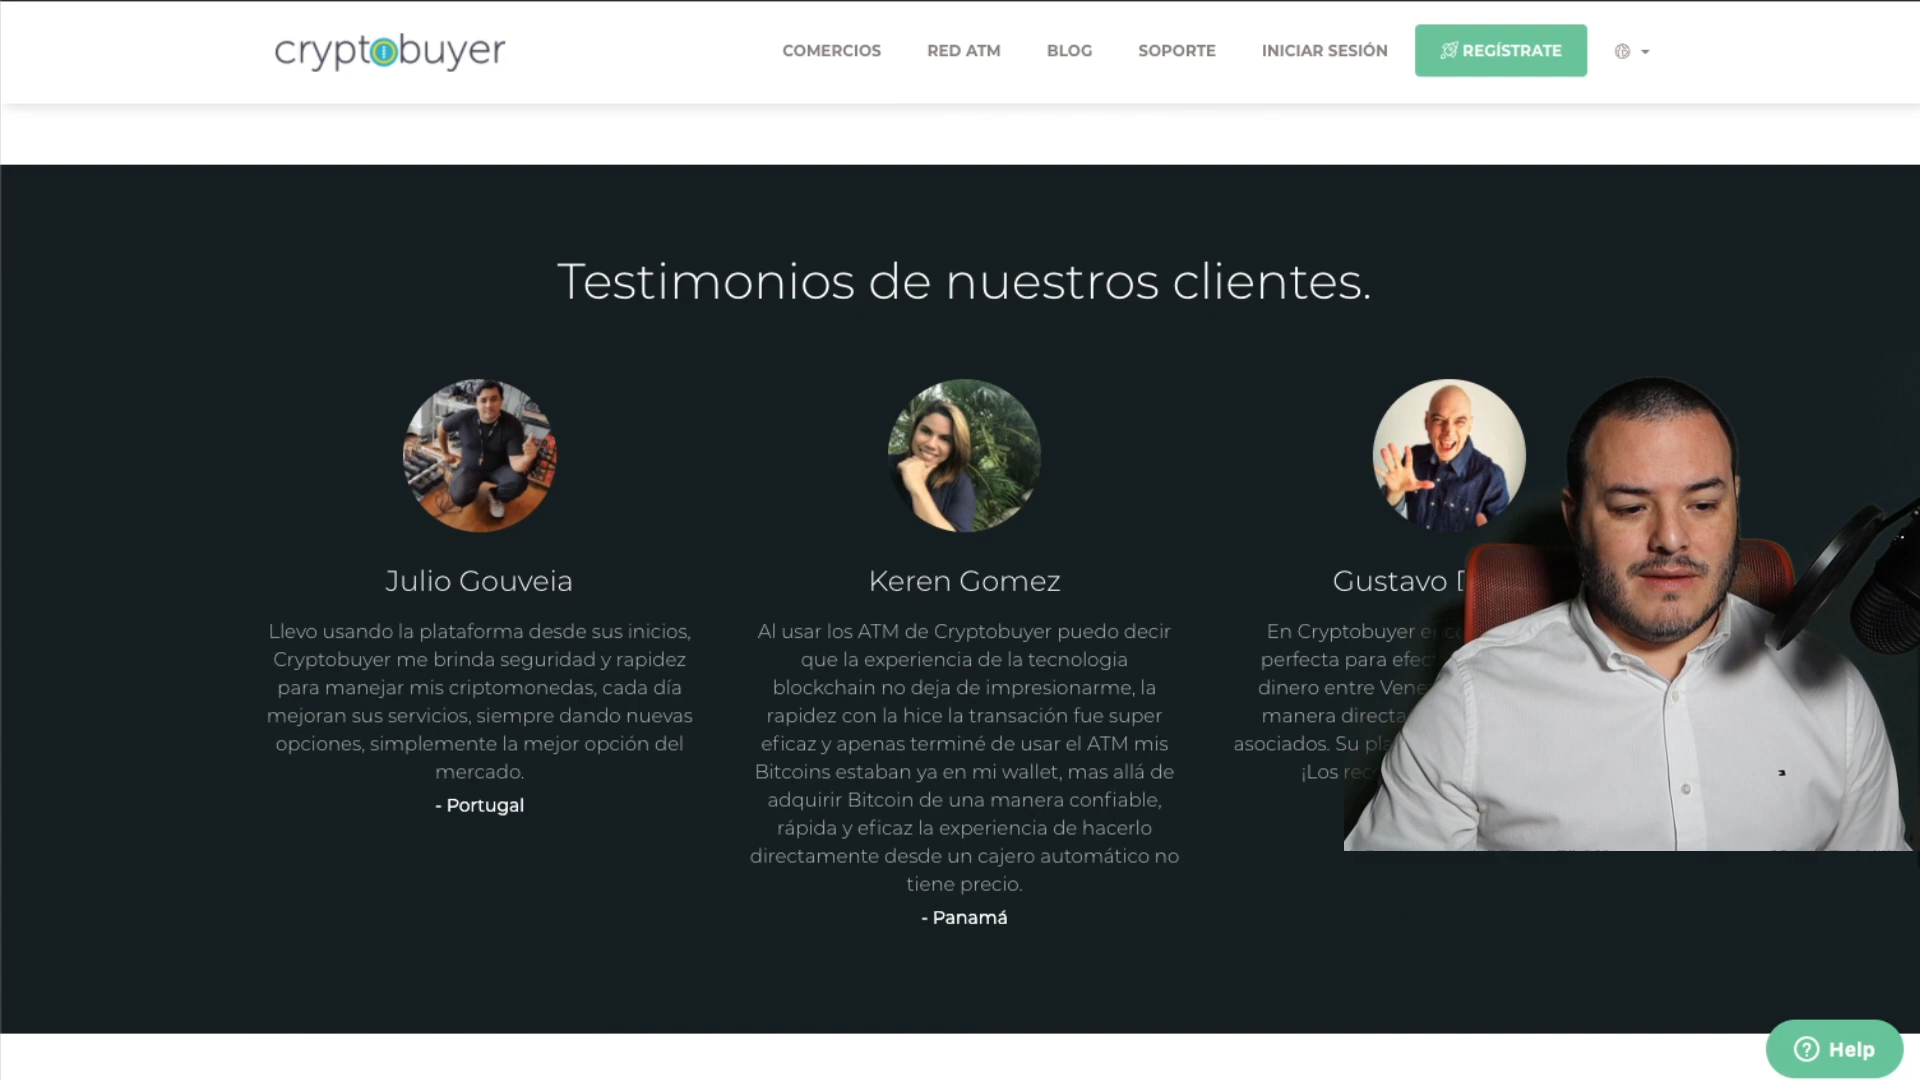 cryptobuyer
COMERCIOS
RED ATM
BLOG
SOPORTE
INICIAR SESIÓN
REGÍSTRATE
Testimonios de nuestros clientes.
Julio Gouveia
Llevo usando la plataforma desde sus inicios,
Cryptobuyer me brinda seguridad y rapidez
para manejar mis criptomonedas, cada día
mejoran sus servicios, siempre dando nuevas
opciones, simplemente la mejor opción del
mercado.
- Portugal
Keren Gomez
Al usar los ATM de Cryptobuyer puedo decir
que la experiencia de la tecnologia
blockchain no deja de impresionarme, la
rapidez con la hice la transación fue super
eficaz y apenas terminé de usar el ATM mis
Bitcoins estaban ya en mi wallet, mas allá de
adquirir Bitcoin de una manera confiable,
rápida y eficaz la experiencia de hacerlo
directamente desde un cajero automático no
tiene precio.
- Panamá
Gustavo
En Cryptobuyer
perfecta para
dinero entre
manera directa
asociados. Su
¡Los
Help